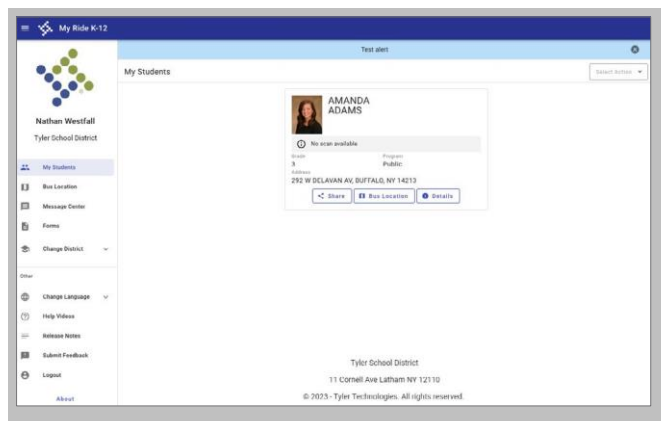 My Ride K-12
Test alert
Nathan Westfall
Tyler School District
My Students
Bus Location
Message Center
Forms
Change District
Other
Change Language
Help Videos
Release Notes
Submit Feedback
Logout
About
My Students
Select Action
AMANDA
ADAMS
No scan available
Grade Program
3 Public
Address
292 W DELAVAN AV, BUFFALO, NY 14213
Share Bus Location Details
Tyler School District
11 Cornell Ave Latham NY 12110
© 2023 - Tyler Technologies. All rights reserved.